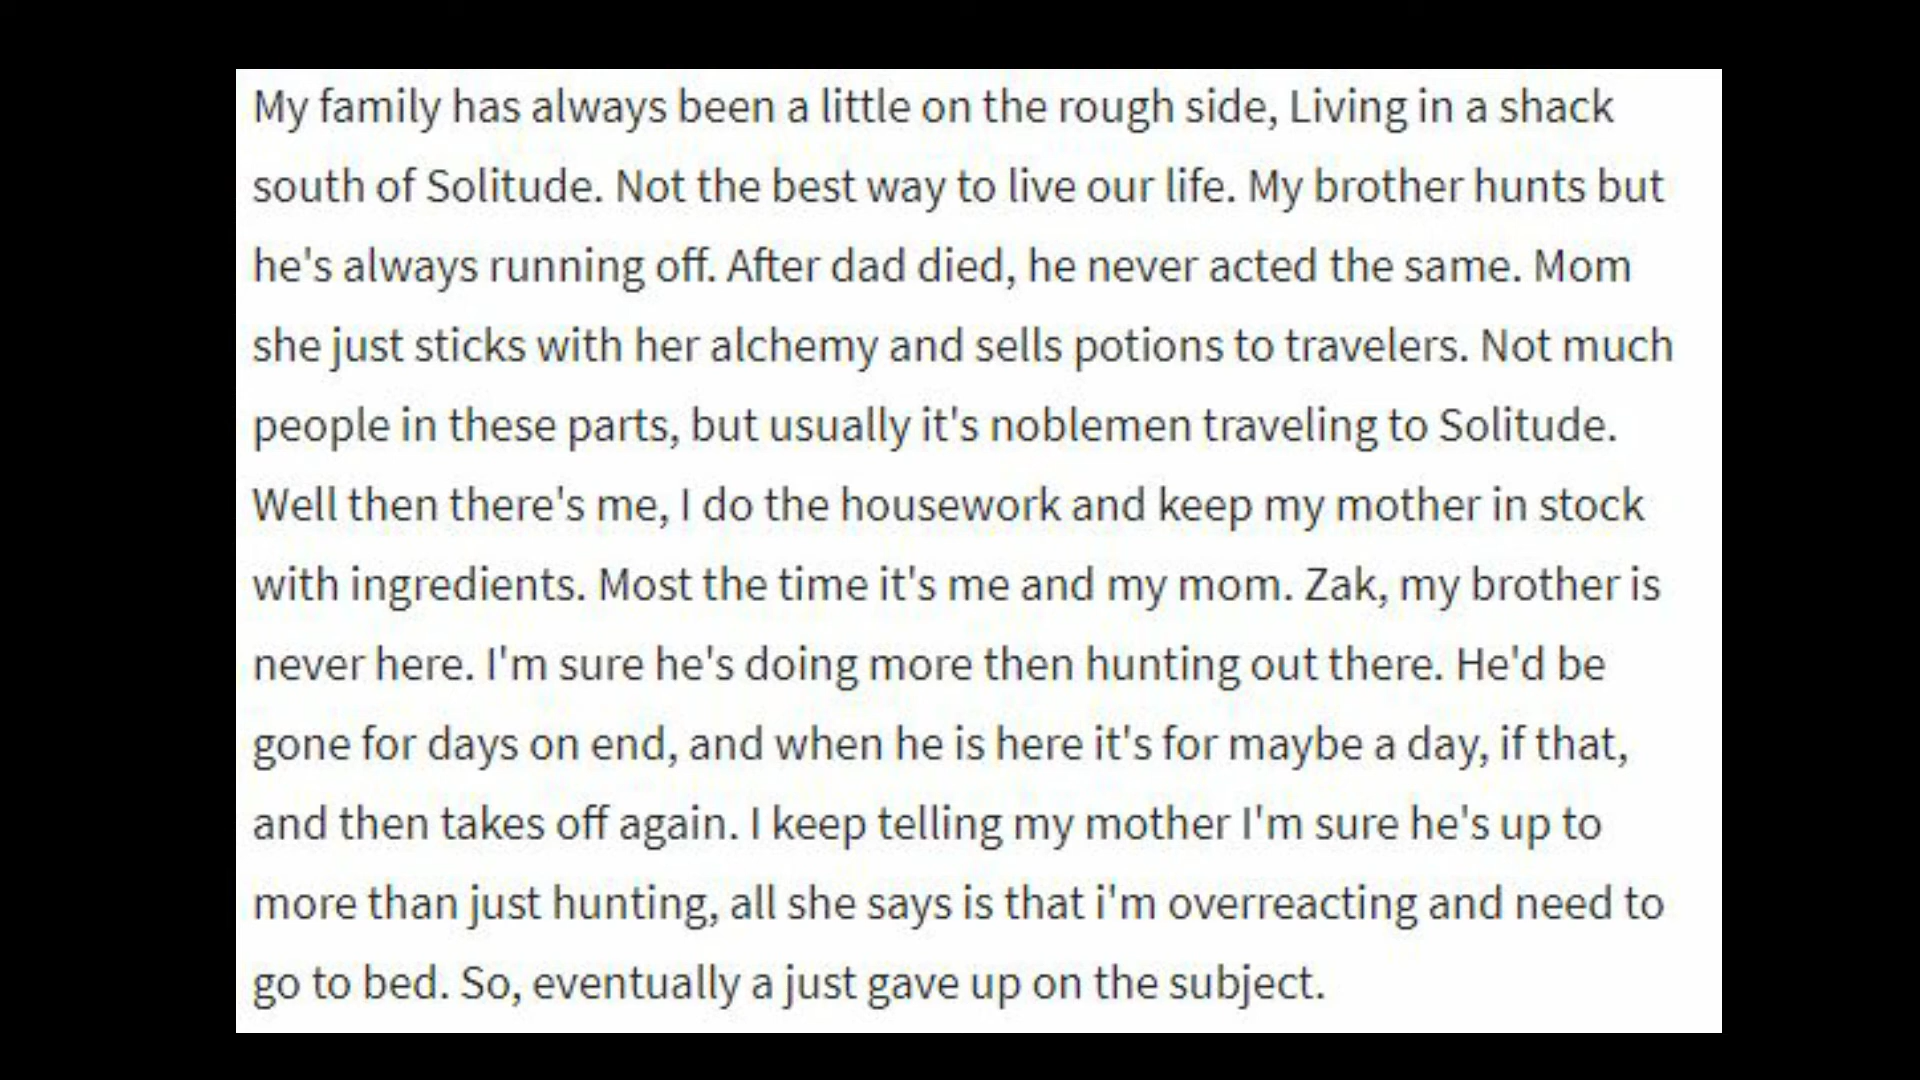 My family has always been a little on the rough side, Living in a shack
south of Solitude. Not the best way to live our life. My brother hunts but
he's always running off. After dad died, he never acted the same. Mom
she just sticks with her alchemy and sells potions to travelers. Not much
people in these parts, but usually it's noblemen traveling to Solitude.
Well then there's me, I do the housework and keep my mother in stock
with ingredients. Most the time it's me and my mom. Zak, my brother is
never here. I'm sure he's doing more then hunting out there. He'd be
gone for days on end, and when he is here it's for maybe a day, if that,
and then takes off again. I keep telling my mother I'm sure he's up to
more than just hunting, all she says is that i'm overreacting and need to
go to bed. So, eventually a just gave up on the subject.